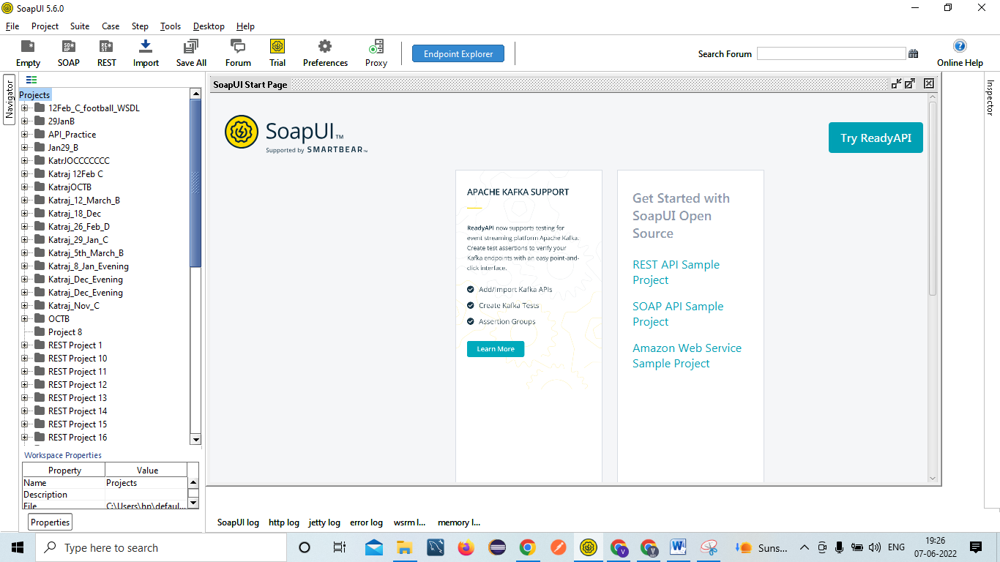 SoapUI 5.6.0
File Project Suite Case Step Tools Desktop Help
Empty SOAP REST Import Save All Forum Trial Preferences Proxy Endpoint Explorer Search Forum Online Help
Navigator
Projects
12Feb_C_football_WSDL
29JanB
API_Practice
Jan29_B
KatrJOCCCCCCC
Katraj 12Feb C
KatrajOCTB
Katraj_12_March_B
Katraj_18_Dec
Katraj_26_Feb_D
Katraj_29_Jan_C
Katraj_5th_March_B
Katraj_8_Jan_Evening
Katraj_Dec_Evening
Katraj_Dec_Evening
Katraj_Nov_C
OCTB
Project 8
REST Project 1
REST Project 10
REST Project 11
REST Project 12
REST Project 13
REST Project 14
REST Project 15
REST Project 16
Workspace Properties
Property Value
Name Projects
Description
File C:\Users\hp\defaul...
Properties
SoapUI Start Page
SoapUI™
Supported by SMARTBEAR™
Try ReadyAPI
APACHE KAFKA SUPPORT
ReadyAPI now supports testing for
event streaming platform Apache Kafka.
Create test assertions to verify your
Kafka endpoints with an easy point-and-
click interface.
Add/Import Kafka APIs
Create Kafka Tests
Assertion Groups
Learn More
Get Started with
SoapUI Open
Source
REST API Sample
Project
SOAP API Sample
Project
Amazon Web Service
Sample Project
Inspector
SoapUI log http log jetty log error log wsrm l... memory l...
Type here to search
Suns...
ENG
19:26
07-06-2022